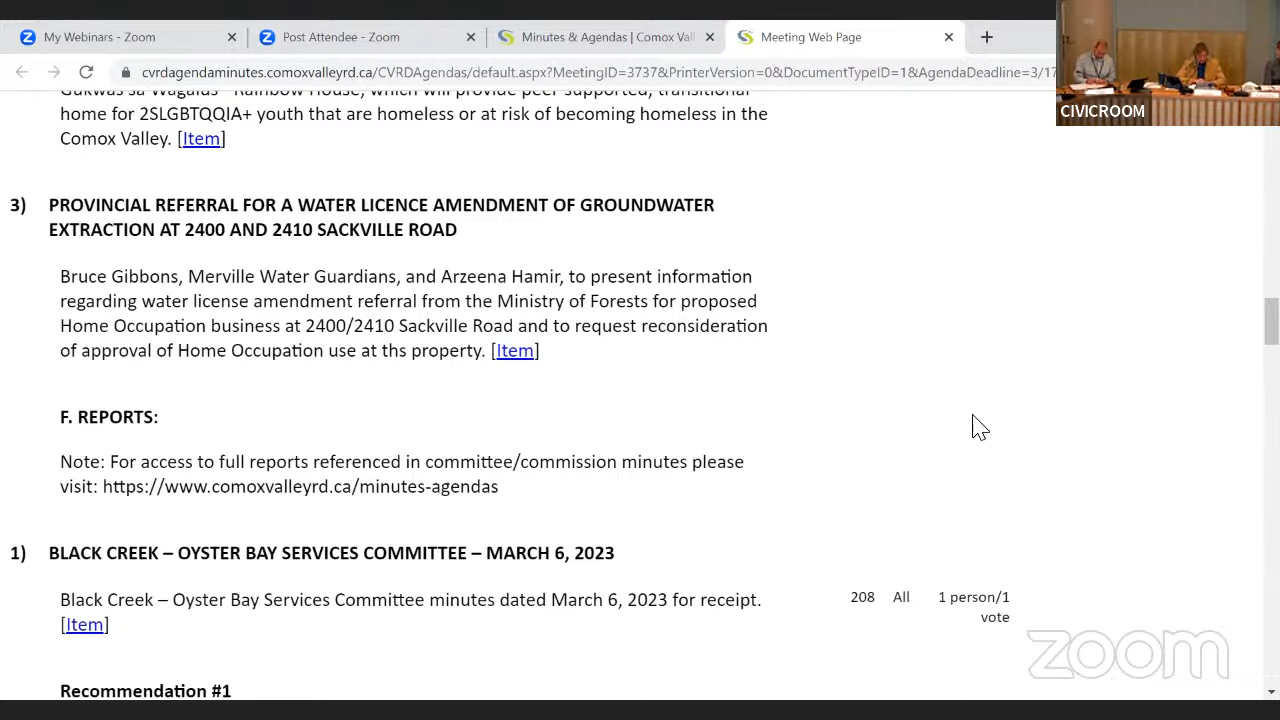 My Webinars - Zoom
Post Attendee - Zoom
Minutes & Agendas | Comox Val
Meeting Web Page
cvrdagendaminutes.comoxvalleyrd.ca/CVRDAgendas/default.aspx?MeetingID=3737&PrinterVersion=0&DocumentTypeID=1&AgendaDeadline=3/17
CIVICROOM
home for 2SLGBTQQIA+ youth that are homeless or at risk of becoming homeless in the
Comox Valley. [Item]
3) PROVINCIAL REFERRAL FOR A WATER LICENCE AMENDMENT OF GROUNDWATER
EXTRACTION AT 2400 AND 2410 SACKVILLE ROAD
Bruce Gibbons, Merville Water Guardians, and Arzeena Hamir, to present information
regarding water license amendment referral from the Ministry of Forests for proposed
Home Occupation business at 2400/2410 Sackville Road and to request reconsideration
of approval of Home Occupation use at ths property. [Item]
F. REPORTS:
Note: For access to full reports referenced in committee/commission minutes please
visit: https://www.comoxvalleyrd.ca/minutes-agendas
1) BLACK CREEK – OYSTER BAY SERVICES COMMITTEE – MARCH 6, 2023
Black Creek – Oyster Bay Services Committee minutes dated March 6, 2023 for receipt.
[Item]
208 All 1 person/1
vote
zoom
Recommendation #1